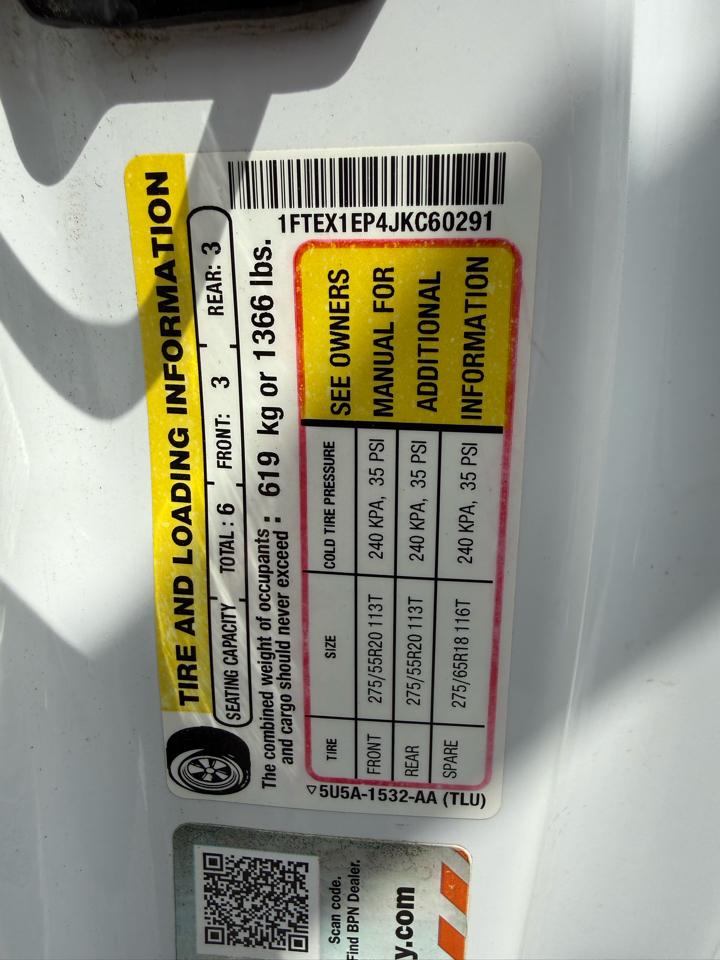 TIRE AND LOADING INFORMATION
SEATING CAPACITY TOTAL : 6 FRONT: 3 REAR: 3
The combined weight of occupants
and cargo should never exceed : 619 kg or 1366 lbs.
TIRE SIZE COLD TIRE PRESSURE
FRONT 275/55R20 113T 240 KPA, 35 PSI
REAR 275/55R20 113T 240 KPA, 35 PSI
SPARE 275/65R18 116T 240 KPA, 35 PSI
SEE OWNERS
MANUAL FOR
ADDITIONAL
INFORMATION
▽5U5A-1532-AA (TLU)
1FTEX1EP4JKC60291
Scan code.
Find BPN Dealer.
y.com